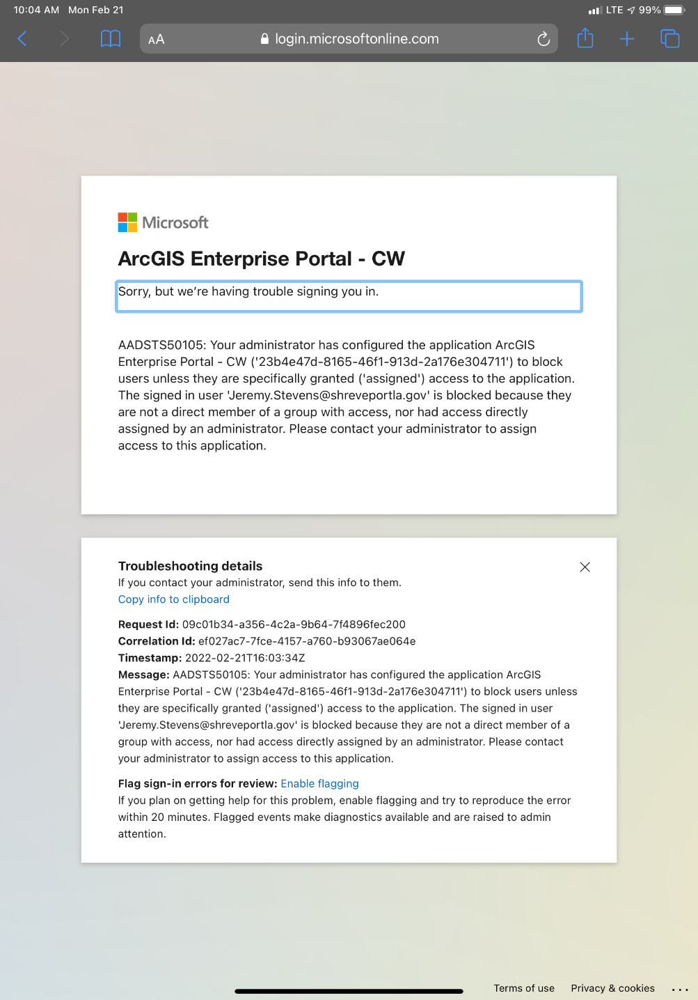 10:04 AM Mon Feb 21
LTE 99%
AA login.microsoftonline.com
Microsoft
ArcGIS Enterprise Portal - CW
Sorry, but we’re having trouble signing you in.
AADSTS50105: Your administrator has configured the application ArcGIS
Enterprise Portal - CW ('23b4e47d-8165-46f1-913d-2a176e304711') to block
users unless they are specifically granted ('assigned') access to the application.
The signed in user 'Jeremy.Stevens@shreveportla.gov' is blocked because they
are not a direct member of a group with access, nor had access directly
assigned by an administrator. Please contact your administrator to assign
access to this application.
Troubleshooting details
If you contact your administrator, send this info to them.
Copy info to clipboard
Request Id: 09c01b34-a356-4c2a-9b64-7f4896fec200
Correlation Id: ef027ac7-7fce-4157-a760-b93067ae064e
Timestamp: 2022-02-21T16:03:34Z
Message: AADSTS50105: Your administrator has configured the application ArcGIS
Enterprise Portal - CW ('23b4e47d-8165-46f1-913d-2a176e304711') to block users unless
they are specifically granted ('assigned') access to the application. The signed in user
'Jeremy.Stevens@shreveportla.gov' is blocked because they are not a direct member of a
group with access, nor had access directly assigned by an administrator. Please contact
your administrator to assign access to this application.
Flag sign-in errors for review: Enable flagging
If you plan on getting help for this problem, enable flagging and try to reproduce the error
within 20 minutes. Flagged events make diagnostics available and are raised to admin
attention.
Terms of use Privacy & cookies ...